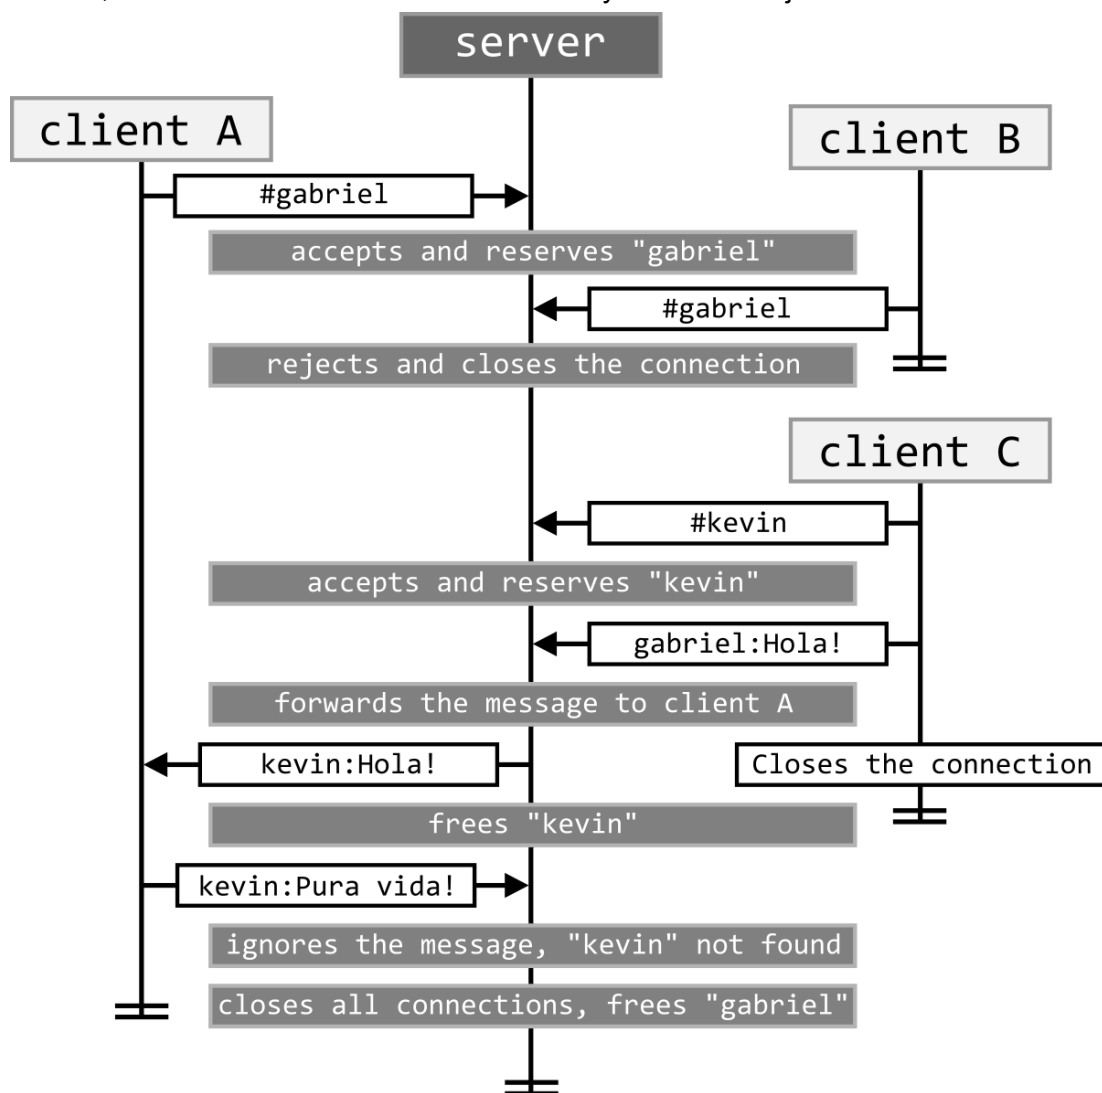 server
client A
client B
#gabriel
accepts and reserves "gabriel"
#gabriel
rejects and closes the connection
client C
#kevin
accepts and reserves "kevin"
gabriel:Hola!
forwards the message to client A
kevin:Hola!
Closes the connection
frees "kevin"
kevin:Pura vida!
ignores the message, "kevin" not found
closes all connections, frees "gabriel"